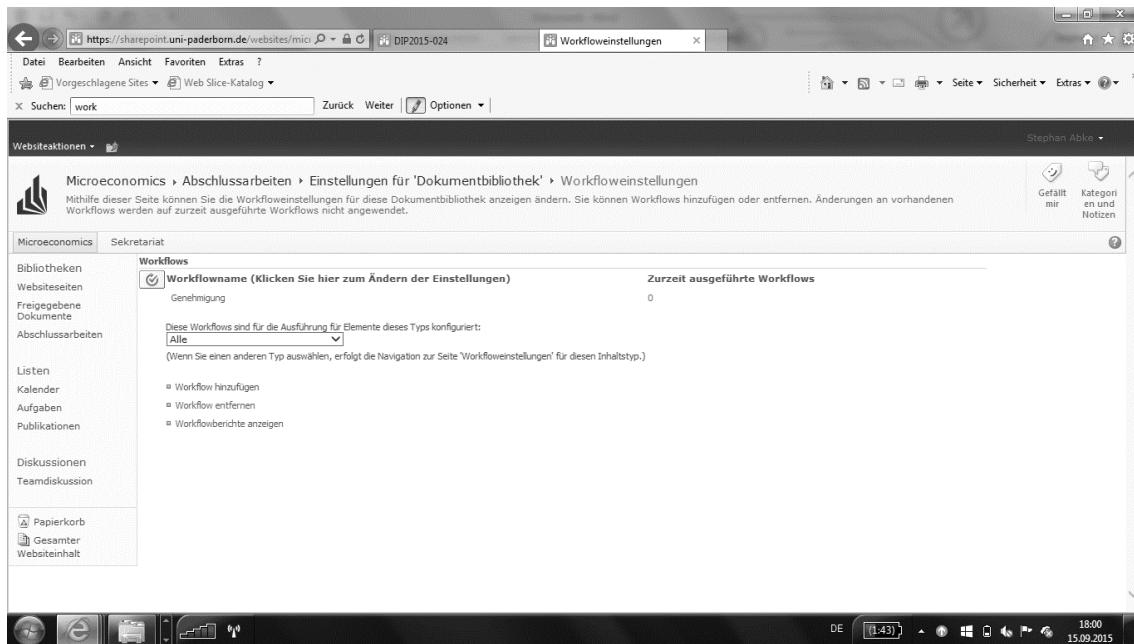 https://sharepoint.uni-paderborn.de/websites/micr
DIP2015-024
Workfloweinstellungen
Datei Bearbeiten Ansicht Favoriten Extras ?
Vorgeschlagene Sites Web Slice-Katalog
Seite Sicherheit Extras
Suchen: work Zurück Weiter Optionen
Stephan Abke
Websiteaktionen
Microeconomics Abschlussarbeiten Einstellungen für 'Dokumentbibliothek' Workfloweinstellungen
Mithilfe dieser Seite können Sie die Workfloweinstellungen für diese Dokumentbibliothek anzeigen ändern. Sie können Workflows hinzufügen oder entfernen. Änderungen an vorhandenen
Workflows werden auf zurzeit ausgeführte Workflows nicht angewendet.
Gefällt
mir
Kategori
en und
Notizen
Microeconomics Sekretariat
Bibliotheken
Websiteseiten
Freigegebene
Dokumente
Abschlussarbeiten
Listen
Kalender
Aufgaben
Publikationen
Diskussionen
Teamdiskussion
Papierkorb
Gesamter
Websiteinhalt
Workflows
Workflowname (Klicken Sie hier zum Ändern der Einstellungen) Zurzeit ausgeführte Workflows
Genehmigung 0
Diese Workflows sind für die Ausführung für Elemente dieses Typs konfiguriert:
Alle
(Wenn Sie einen anderen Typ auswählen, erfolgt die Navigation zur Seite 'Workfloweinstellungen' für diesen Inhaltstyp.)
Workflow hinzufügen
Workflow entfernen
Workflowberichte anzeigen
DE (1:43) 18:00
15.09.2015